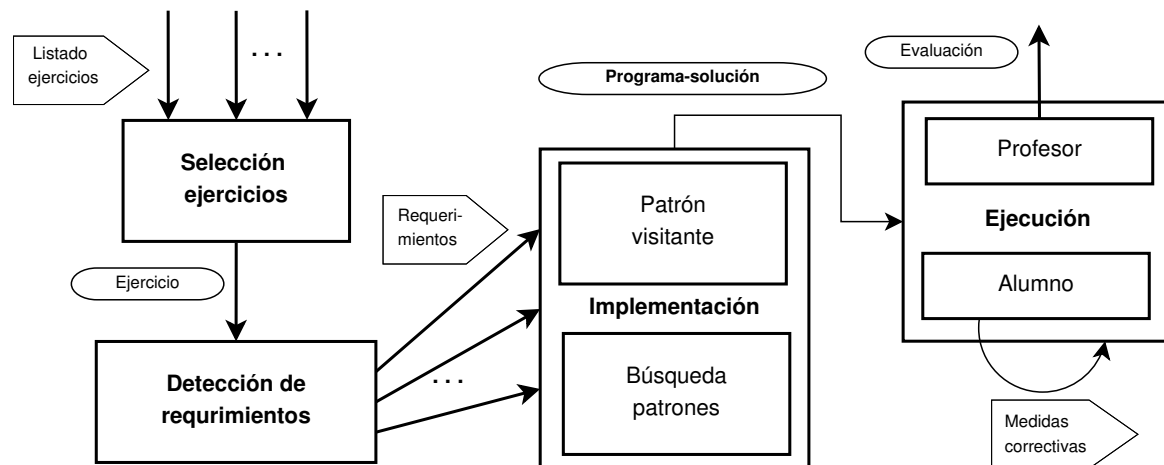 Listado
ejercicios
. . .
Selección
ejercicios
Ejercicio
Detección de
requrimientos
Requeri-
mientos
. . .
Programa-solución
Patrón
visitante
Implementación
Búsqueda
patrones
Evaluación
Profesor
Ejecución
Alumno
Medidas
correctivas